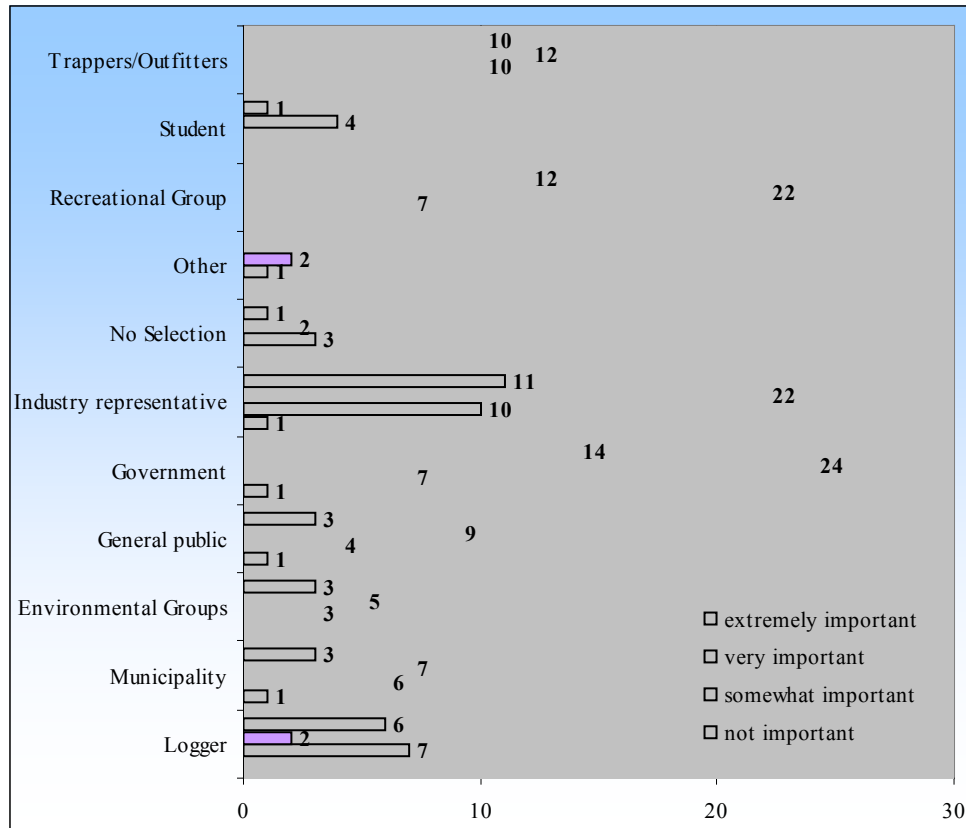 10
Trappers/Outfitters 12
10
1
Student 4
12
Recreational Group 22
7
2
Other 1
1
No Selection 2
3
11
Industry representative 22
10
1
14
Government 24
7
1
3
General public 9
4
1
3
Environmental Groups 5
3
extremely important
3
very important
Municipality 7
6
somewhat important
1
6
not important
Logger 2
7
0 10 20 30